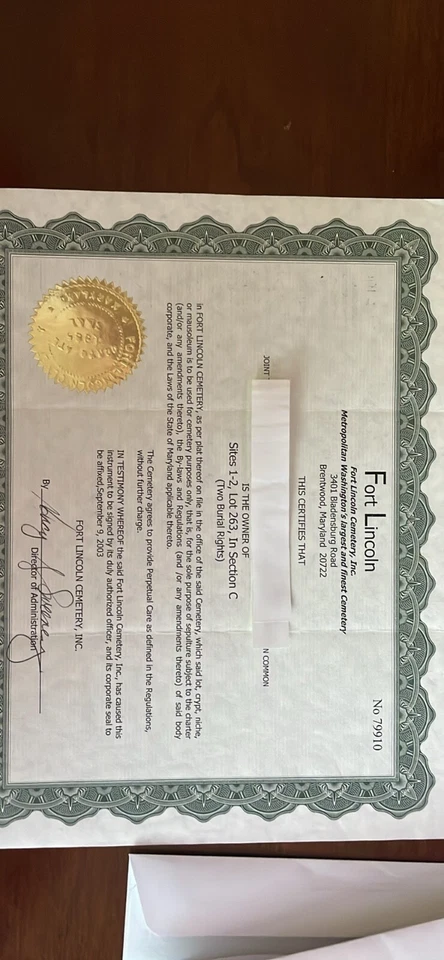 Fort Lincoln
No 79910
Fort Lincoln Cemetery, Inc.
Metropolitan Washington's largest and finest Cemetery
3401 Bladensburg Road
Brentwood, Maryland 20722
THIS CERTIFIES THAT
JOINT
N COMMON
IS THE OWNER OF
Sites 1-2, Lot 263, In Section C
(Two Burial Rights)
in FORT LINCOLN CEMETERY, as per plat thereof on file in the office of the said Cemetery, which said lot, crypt, niche,
or mausoleum is to be used for cemetery purposes only, that is, for the sole purpose of sepulture subject to the charter
(and/or any amendments thereto), the By-laws and Regulations (and /or any amendments thereto) of said body
corporate, and the Laws of the State of Maryland applicable thereto.
The Cemetery agrees to provide Perpetual Care as defined in the Regulations,
without further charge.
IN TESTIMONY WHEREOF the said Fort Lincoln Cemetery, Inc., has caused this
instrument to be signed by its duly authorized officer, and its corporate seal to
be affixed,September 9, 2003
FORT LINCOLN CEMETERY, INC.
By
Director of Administration